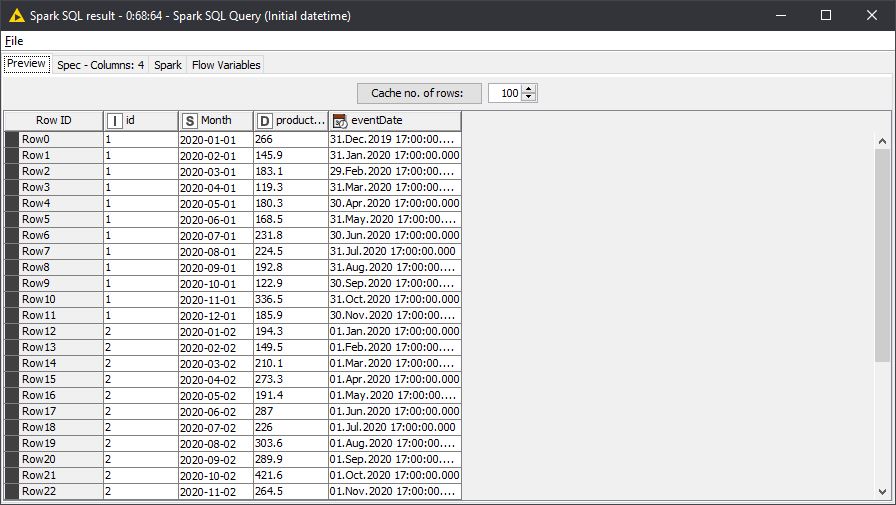 Spark SQL result - 0:68:64 - Spark SQL Query (Initial datetime)
File
Preview Spec - Columns: 4 Spark Flow Variables
Cache no. of rows: 100
Row ID I id S Month D product... eventDate
Row0 1 2020-01-01 266 31.Dec.2019 17:00:00....
Row1 1 2020-02-01 145.9 31.Jan.2020 17:00:00.000
Row2 1 2020-03-01 183.1 29.Feb.2020 17:00:00....
Row3 1 2020-04-01 119.3 31.Mar.2020 17:00:00....
Row4 1 2020-05-01 180.3 30.Apr.2020 17:00:00.000
Row5 1 2020-06-01 168.5 31.May.2020 17:00:00....
Row6 1 2020-07-01 231.8 30.Jun.2020 17:00:00.000
Row7 1 2020-08-01 224.5 31.Jul.2020 17:00:00.000
Row8 1 2020-09-01 192.8 31.Aug.2020 17:00:00....
Row9 1 2020-10-01 122.9 30.Sep.2020 17:00:00....
Row10 1 2020-11-01 336.5 31.Oct.2020 17:00:00.000
Row11 1 2020-12-01 185.9 30.Nov.2020 17:00:00....
Row12 2 2020-01-02 194.3 01.Jan.2020 17:00:00.000
Row13 2 2020-02-02 149.5 01.Feb.2020 17:00:00....
Row14 2 2020-03-02 210.1 01.Mar.2020 17:00:00....
Row15 2 2020-04-02 273.3 01.Apr.2020 17:00:00.000
Row16 2 2020-05-02 191.4 01.May.2020 17:00:00....
Row17 2 2020-06-02 287 01.Jun.2020 17:00:00.000
Row18 2 2020-07-02 226 01.Jul.2020 17:00:00.000
Row19 2 2020-08-02 303.6 01.Aug.2020 17:00:00....
Row20 2 2020-09-02 289.9 01.Sep.2020 17:00:00....
Row21 2 2020-10-02 421.6 01.Oct.2020 17:00:00.000
Row22 2 2020-11-02 264.5 01.Nov.2020 17:00:00....